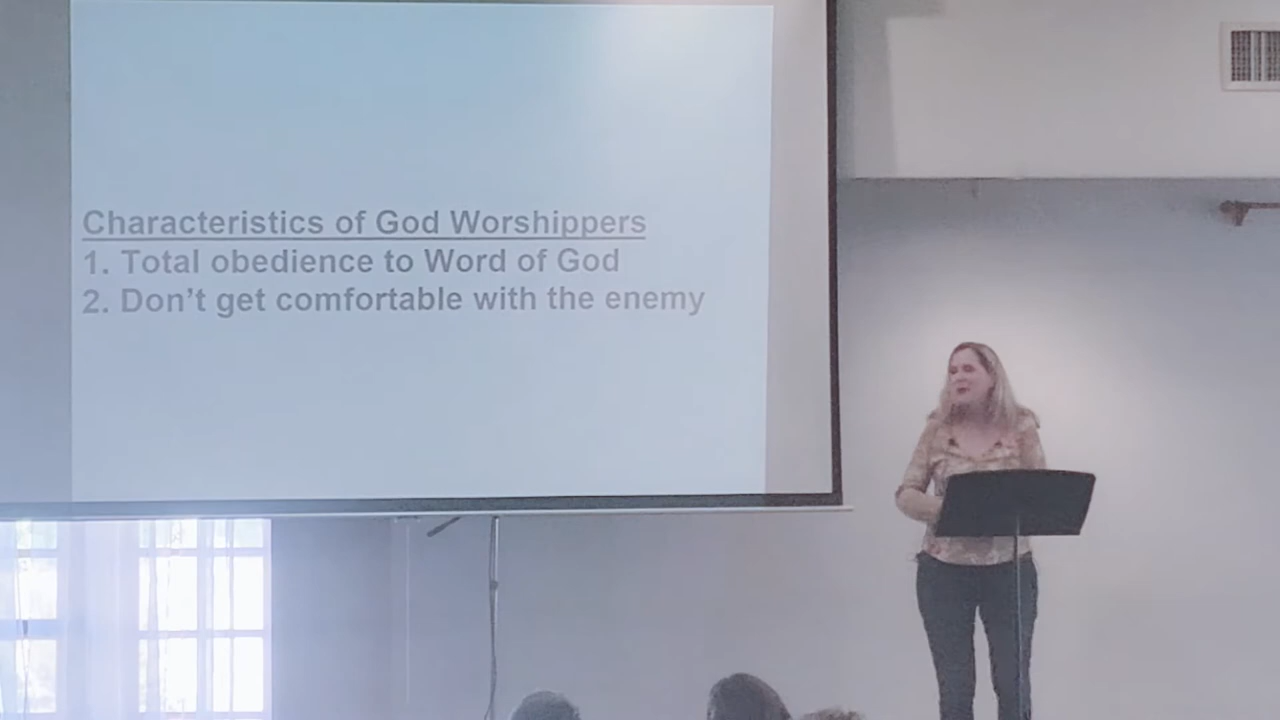 Characteristics of God Worshippers
1. Total obedience to Word of God
2. Don't get comfortable with the enemy